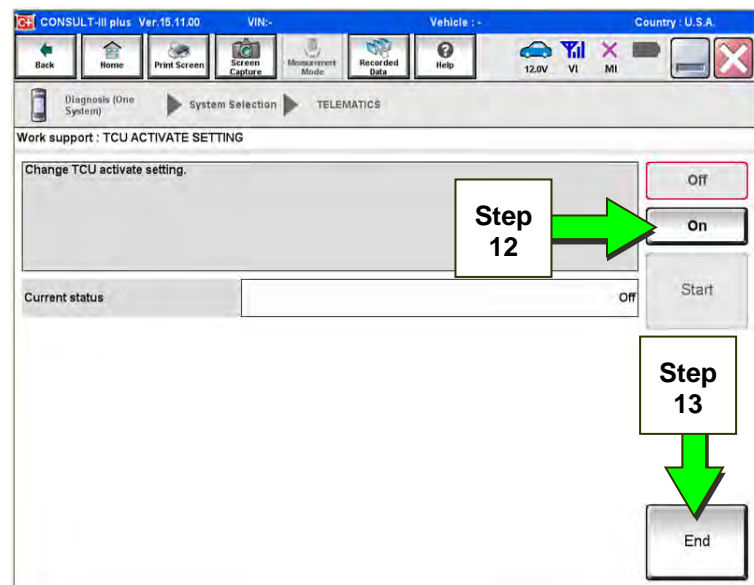 C+ CONSULT-III plus Ver.15.11.00 VIN:- Vehicle : - Country : U.S.A.
Back
Home
Print Screen
Screen Capture
Measurement Mode
Recorded Data
Help
12.0V
VI
MI
Diagnosis (One System)
System Selection
TELEMATICS
Work support : TCU ACTIVATE SETTING
Change TCU activate setting.
Off
Step 12
On
Current status
Off
Start
Step 13
End